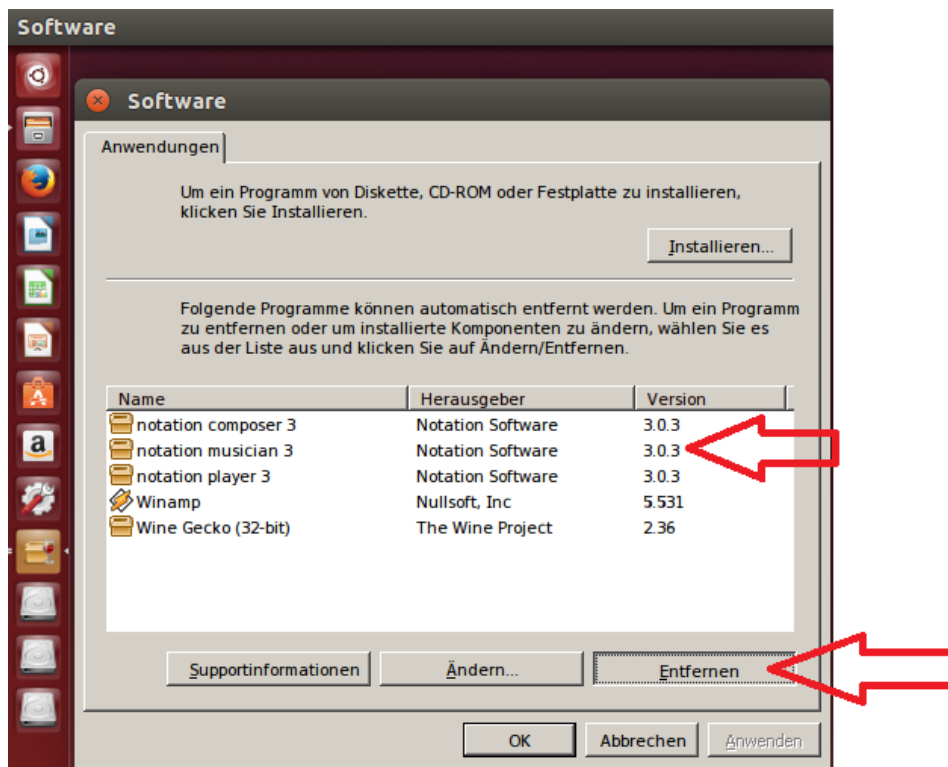 Software
Software
Anwendungen
Um ein Programm von Diskette, CD-ROM oder Festplatte zu installieren,
klicken Sie Installieren.
Installieren...
Folgende Programme können automatisch entfernt werden. Um ein Programm
zu entfernen oder um installierte Komponenten zu ändern, wählen Sie es
aus der Liste aus und klicken Sie auf Ändern/Entfernen.
Name Herausgeber Version
notation composer 3 Notation Software 3.0.3
notation musician 3 Notation Software 3.0.3
notation player 3 Notation Software 3.0.3
Winamp Nullsoft, Inc 5.531
Wine Gecko (32-bit) The Wine Project 2.36
Supportinformationen Ändern... Entfernen
OK Abbrechen Anwenden